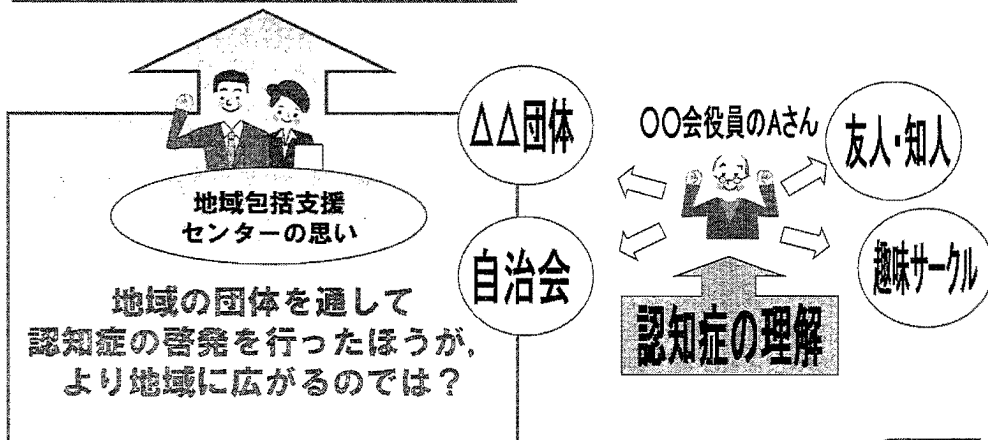 地域包括支援
センターの思い
地域の団体を通して
認知症の啓発を行ったほうが、
より地域に広がるのでは？
△△団体
自治会
〇〇会役員のAさん
友人・知人
趣味サークル
認知症の理解